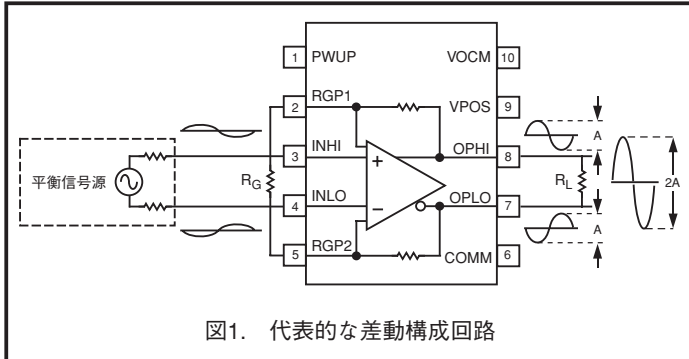 1 PWUP
VOCM 10
2 RGP1
VPOS 9
3 INHI
OPHI 8
4 INLO
OPLO 7
5 RGP2
COMM 6
平衡信号源
RG
+
−
RL
A
A
2A
図1. 代表的な差動構成回路